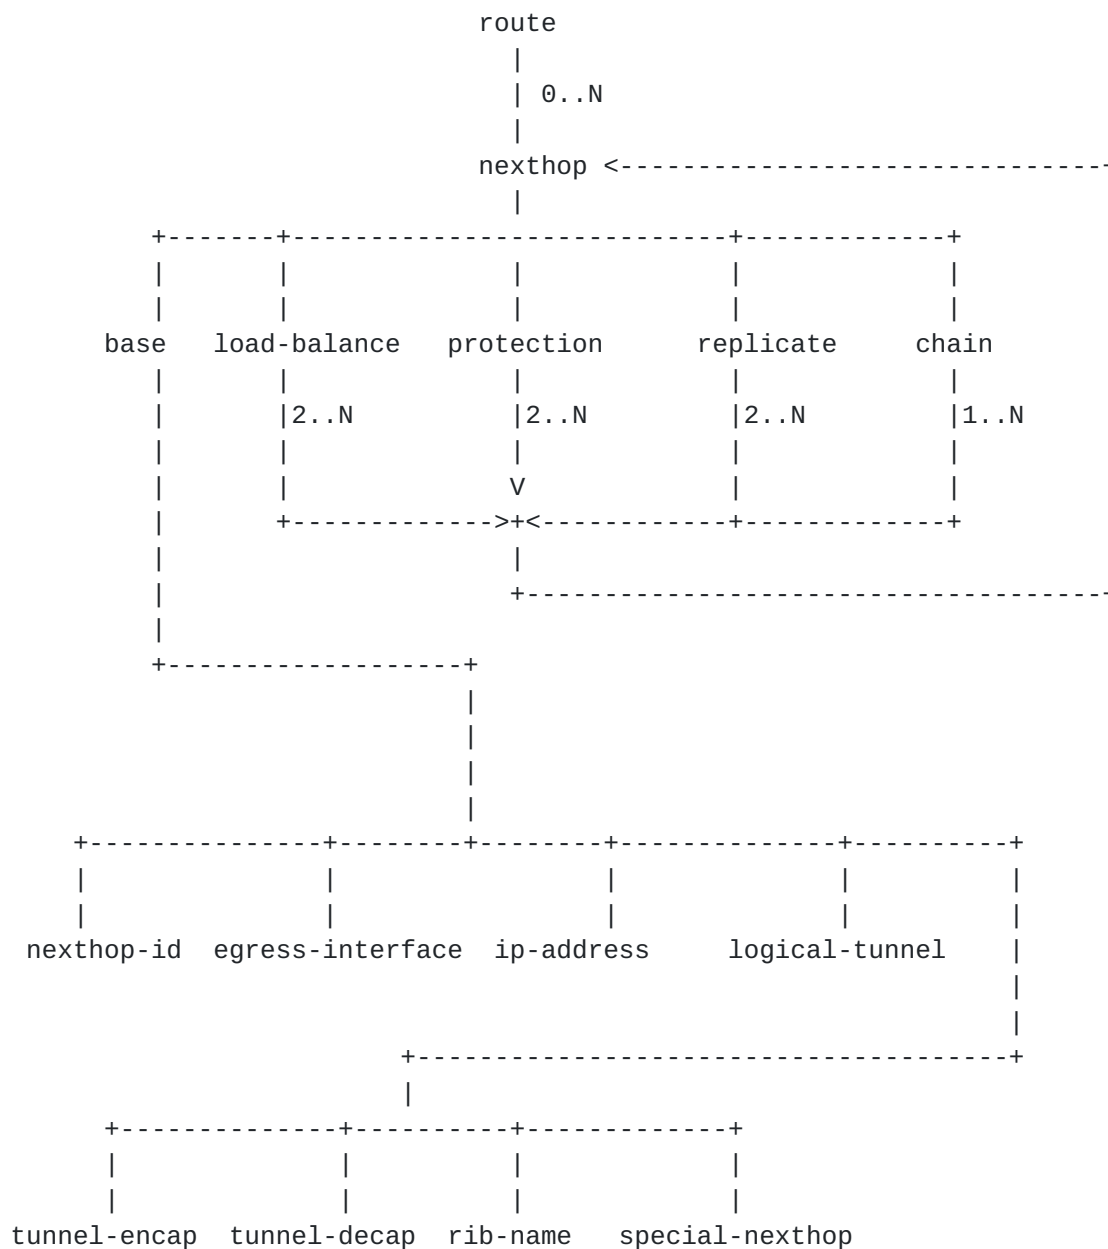 route
0..N
nexthop
base load-balance protection replicate chain
2..N 2..N 2..N 1..N
V
nexthop-id egress-interface ip-address logical-tunnel
tunnel-encap tunnel-decap rib-name special-nexthop